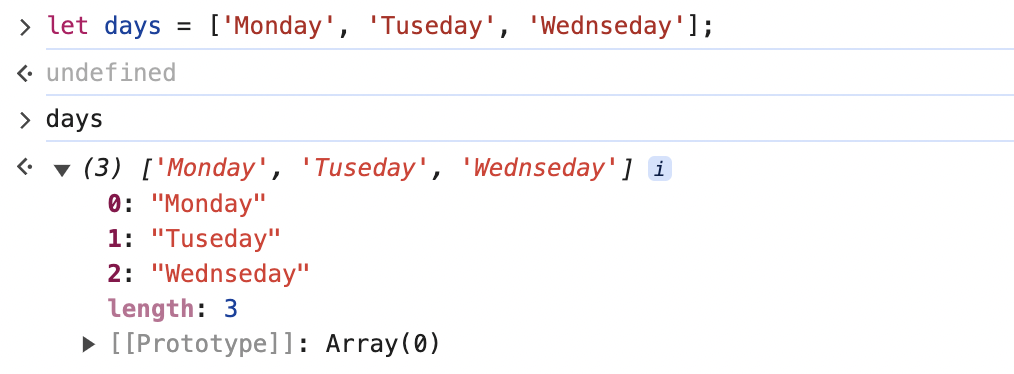 let days = ['Monday', 'Tuseday', 'Wednseday'];
undefined
days
(3) ['Monday', 'Tuseday', 'Wednseday'] i
0: "Monday"
1: "Tuseday"
2: "Wednseday"
length: 3
[[Prototype]]: Array(0)